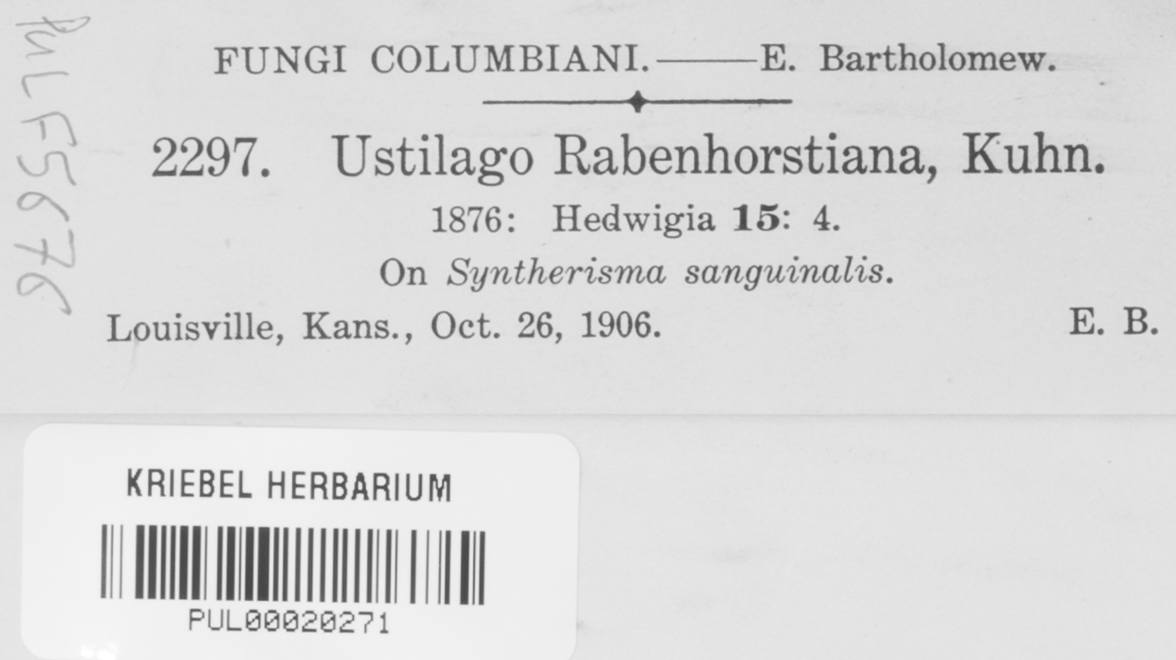 FUNGI COLUMBIANI.——E. Bartholomew.
2297. Ustilago Rabenhorstiana, Kuhn.
1876: Hedwigia 15: 4.
On Syntherisma sanguinalis.
Louisville, Kans., Oct. 26, 1906. E. B.
PUL F5676
KRIEBEL HERBARIUM
PUL00020271